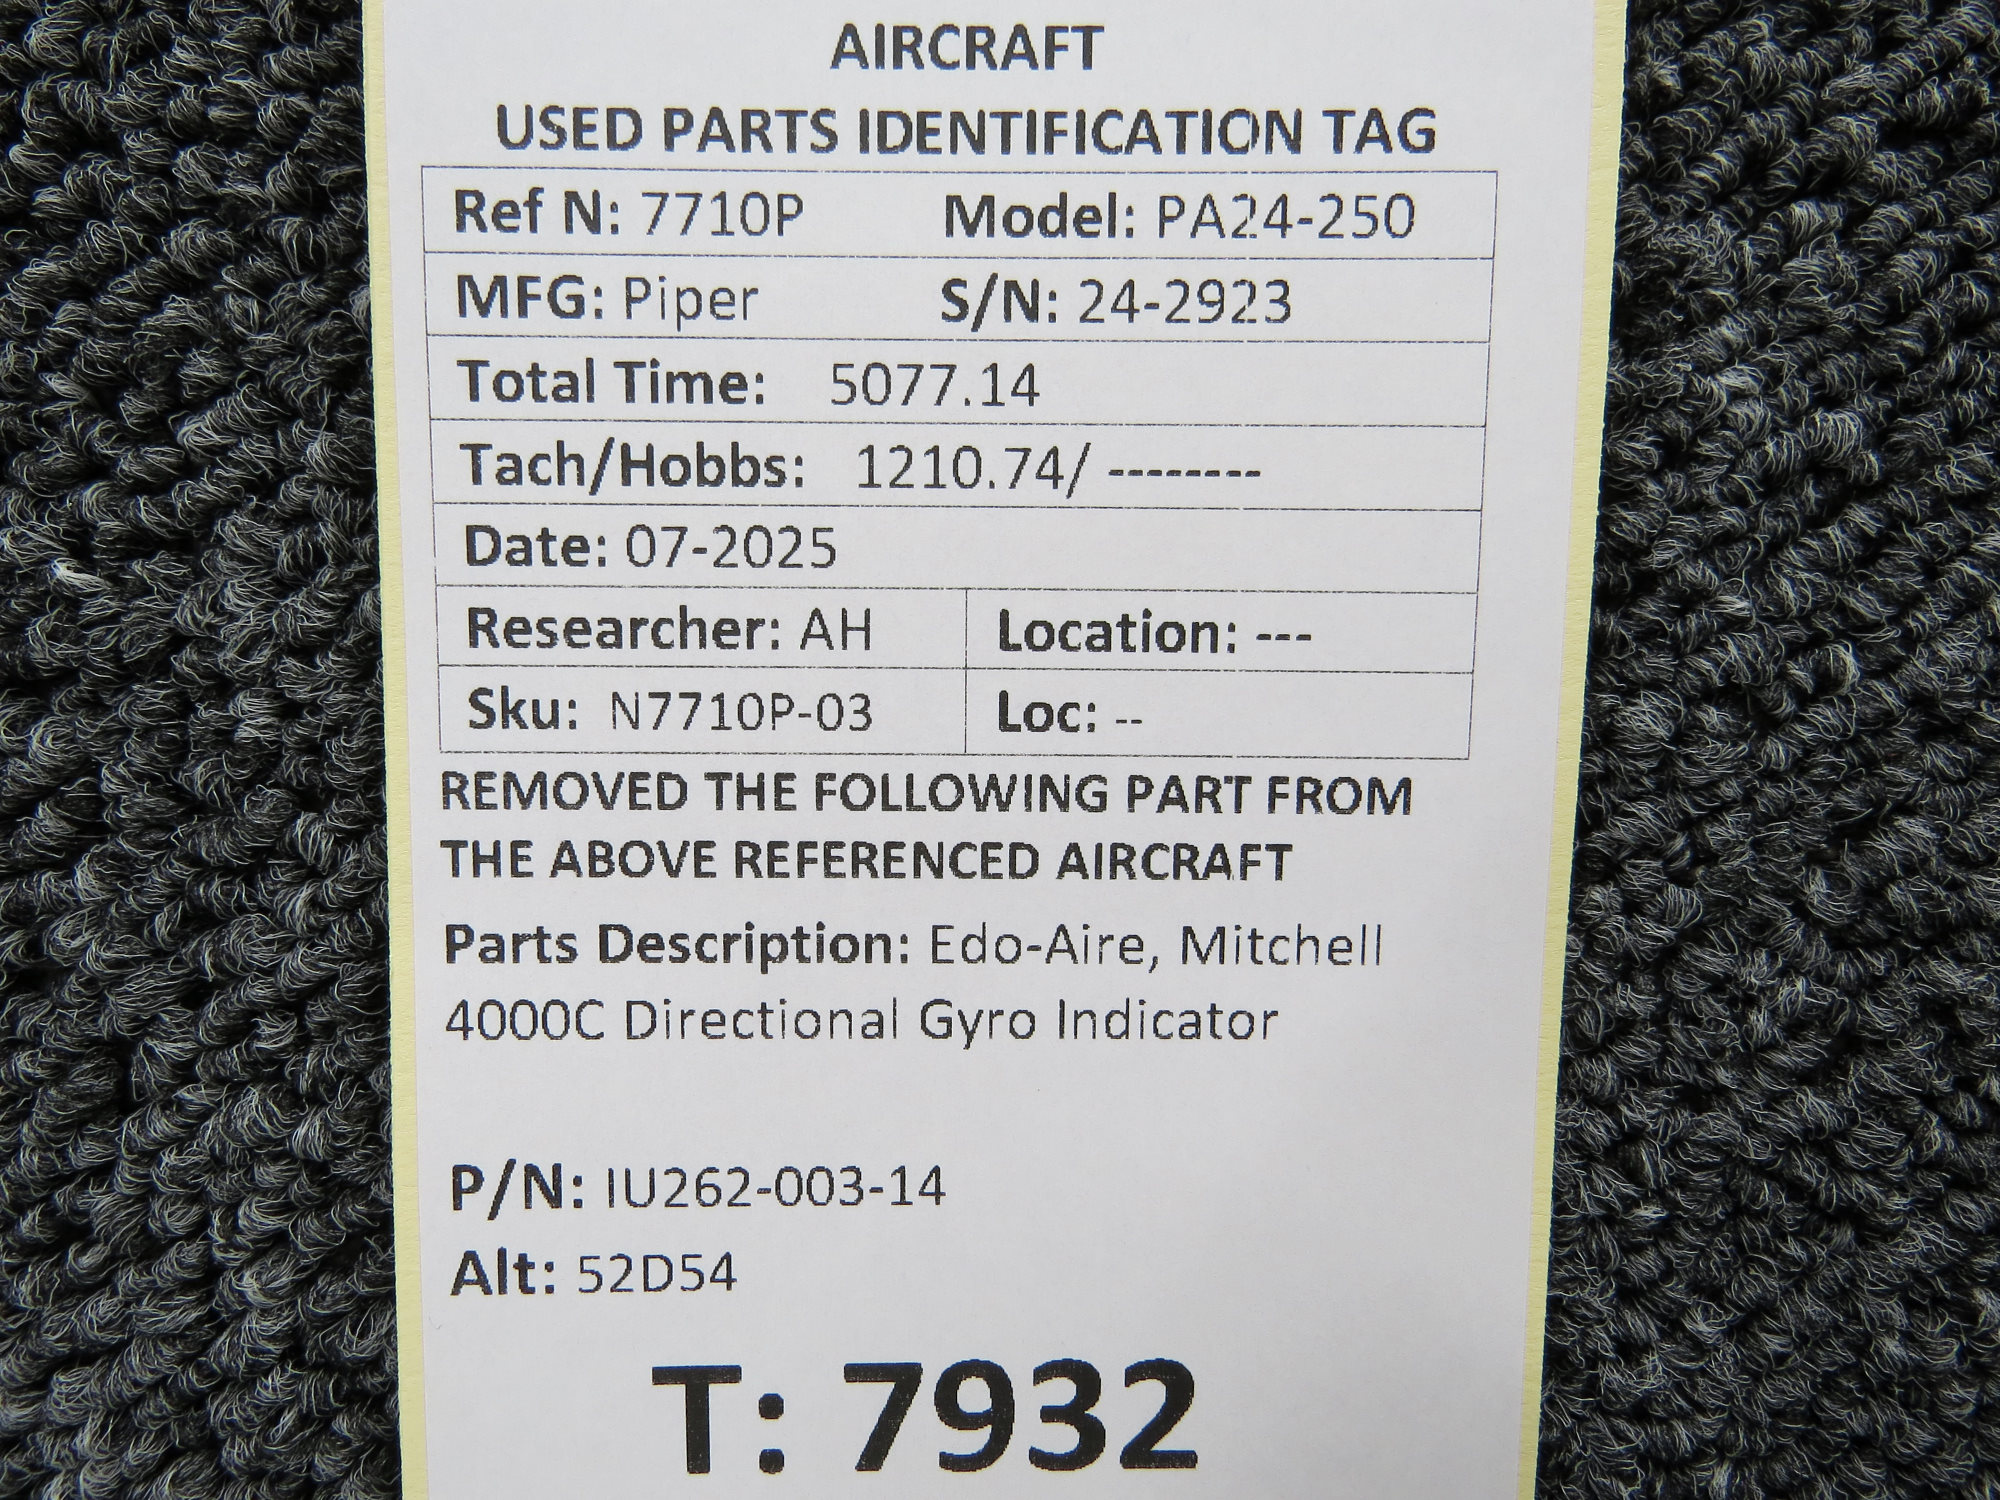 AIRCRAFT
USED PARTS IDENTIFICATION TAG
Ref N: 7710P Model: PA24-250
MFG: Piper S/N: 24-2923
Total Time: 5077.14
Tach/Hobbs: 1210.74/ --------
Date: 07-2025
Researcher: AH Location: ---
Sku: N7710P-03 Loc: --
REMOVED THE FOLLOWING PART FROM
THE ABOVE REFERENCED AIRCRAFT
Parts Description: Edo-Aire, Mitchell
4000C Directional Gyro Indicator
P/N: IU262-003-14
Alt: 52D54
T: 7932